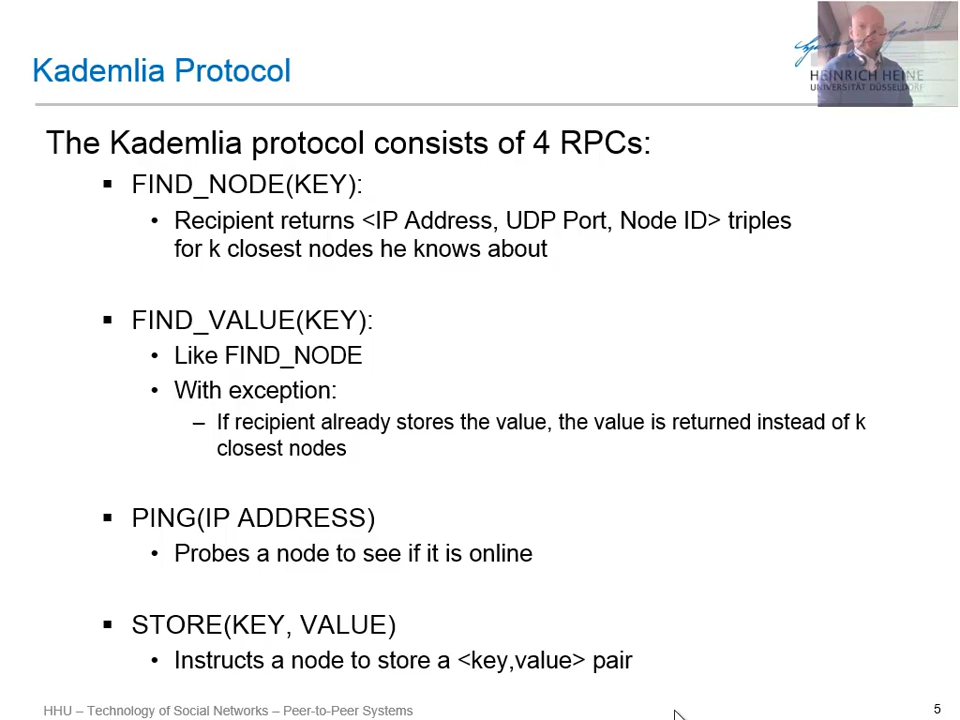 Kademlia Protocol
HEINRICH HEINE
UNIVERSITÄT DÜSSELDORF
The Kademlia protocol consists of 4 RPCs:
▪ FIND_NODE(KEY):
• Recipient returns <IP Address, UDP Port, Node ID> triples
for k closest nodes he knows about
▪ FIND_VALUE(KEY):
• Like FIND_NODE
• With exception:
– If recipient already stores the value, the value is returned instead of k
closest nodes
▪ PING(IP ADDRESS)
• Probes a node to see if it is online
▪ STORE(KEY, VALUE)
• Instructs a node to store a <key,value> pair
HHU – Technology of Social Networks – Peer-to-Peer Systems
5